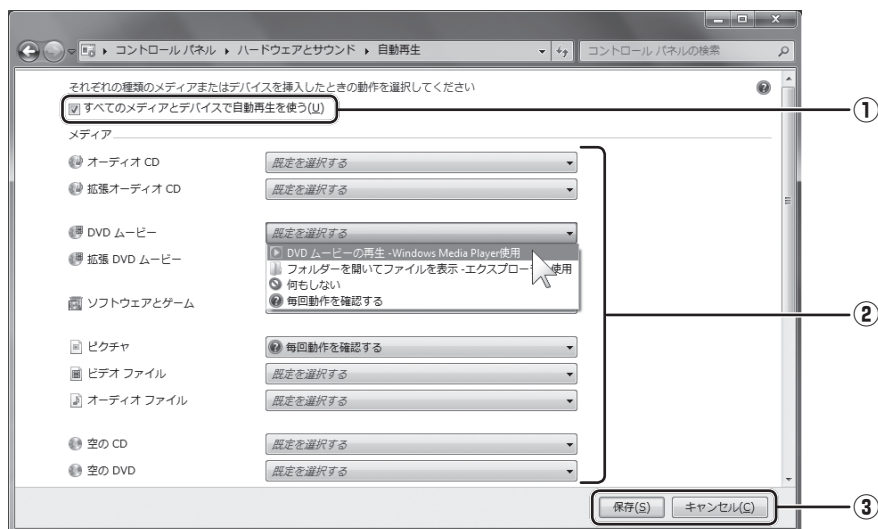 コントロール パネル ▸ ハードウェアとサウンド ▸ 自動再生
コントロール パネルの検索
それぞれの種類のメディアまたはデバイスを挿入したときの動作を選択してください
すべてのメディアとデバイスで自動再生を使う(U)
①
メディア
オーディオ CD
既定を選択する
拡張オーディオ CD
既定を選択する
DVD ムービー
既定を選択する
DVD ムービーの再生 -Windows Media Player使用
拡張 DVD ムービー
フォルダーを開いてファイルを表示 -エクスプロー 使用
何もしない
ソフトウェアとゲーム
毎回動作を確認する
②
ピクチャ
毎回動作を確認する
ビデオ ファイル
既定を選択する
オーディオ ファイル
既定を選択する
空の CD
既定を選択する
空の DVD
既定を選択する
保存(S)
キャンセル(C)
③